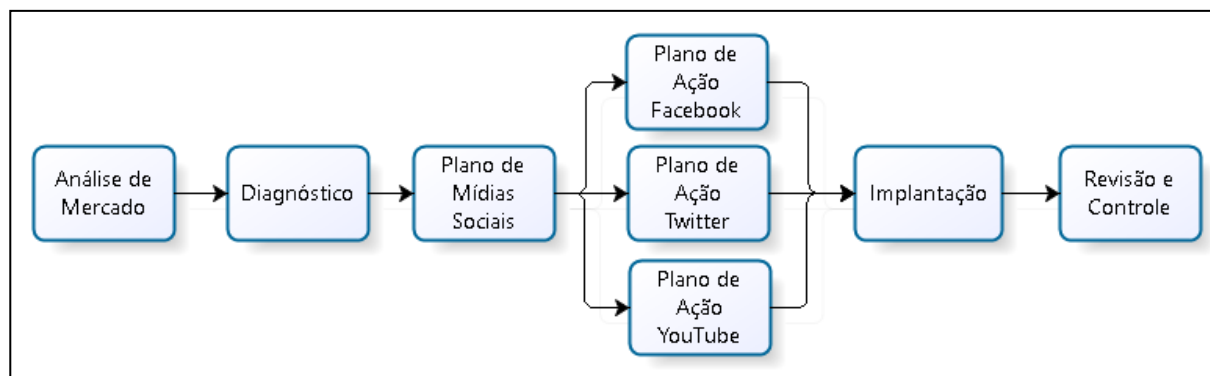 Análise de
Mercado
Diagnóstico
Plano de
Mídias
Sociais
Plano de
Ação
Facebook
Plano de
Ação
Twitter
Plano de
Ação
YouTube
Implantação
Revisão e
Controle